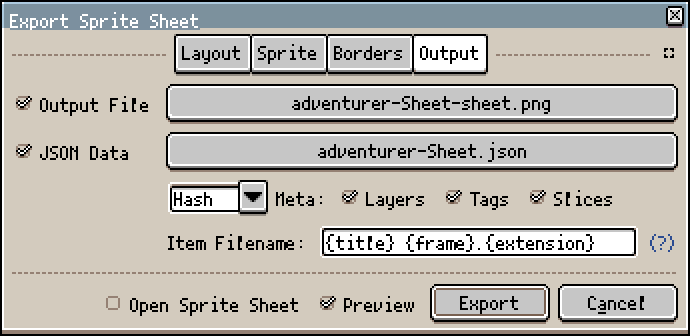 Export Sprite Sheet
Layout Sprite Borders Output
Output File adventurer-Sheet-sheet.png
JSON Data adventurer-Sheet.json
Hash Meta: Layers Tags Slices
Item Filename: {title} {frame}.{extension} (?)
Open Sprite Sheet Preview Export Cancel